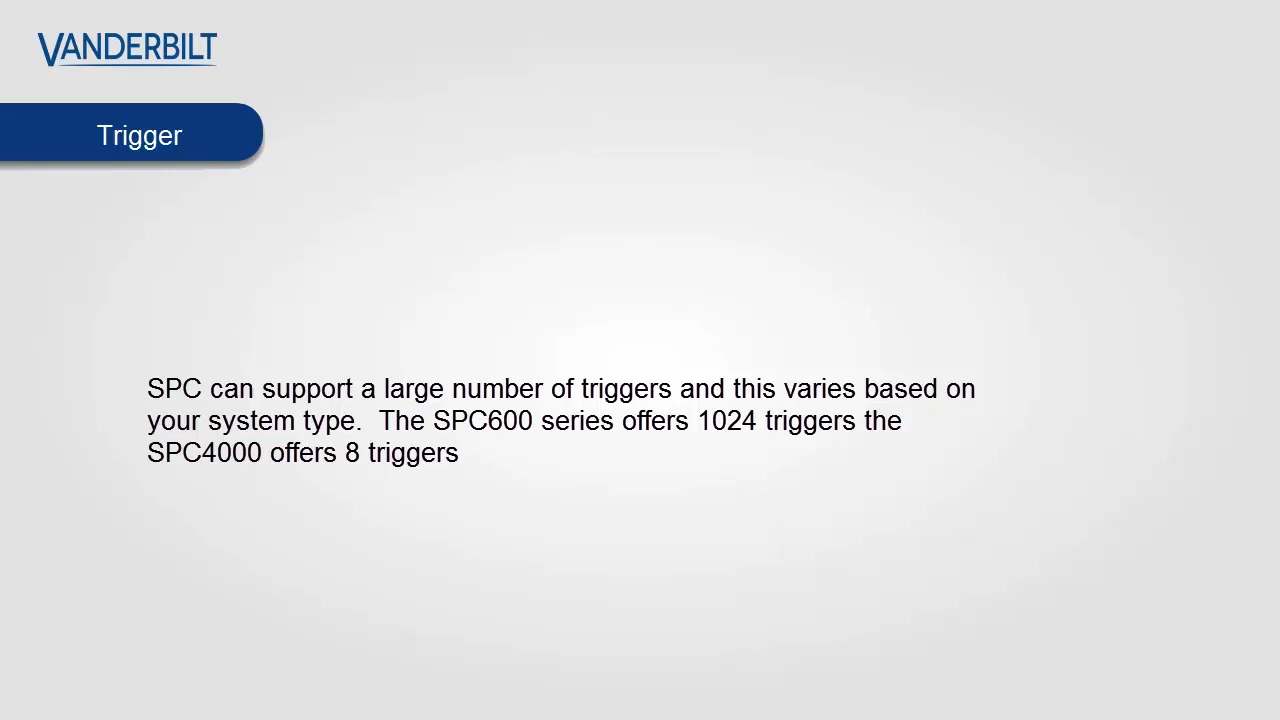 VANDERBILT
Trigger
SPC can support a large number of triggers and this varies based on
your system type.  The SPC600 series offers 1024 triggers the
SPC4000 offers 8 triggers